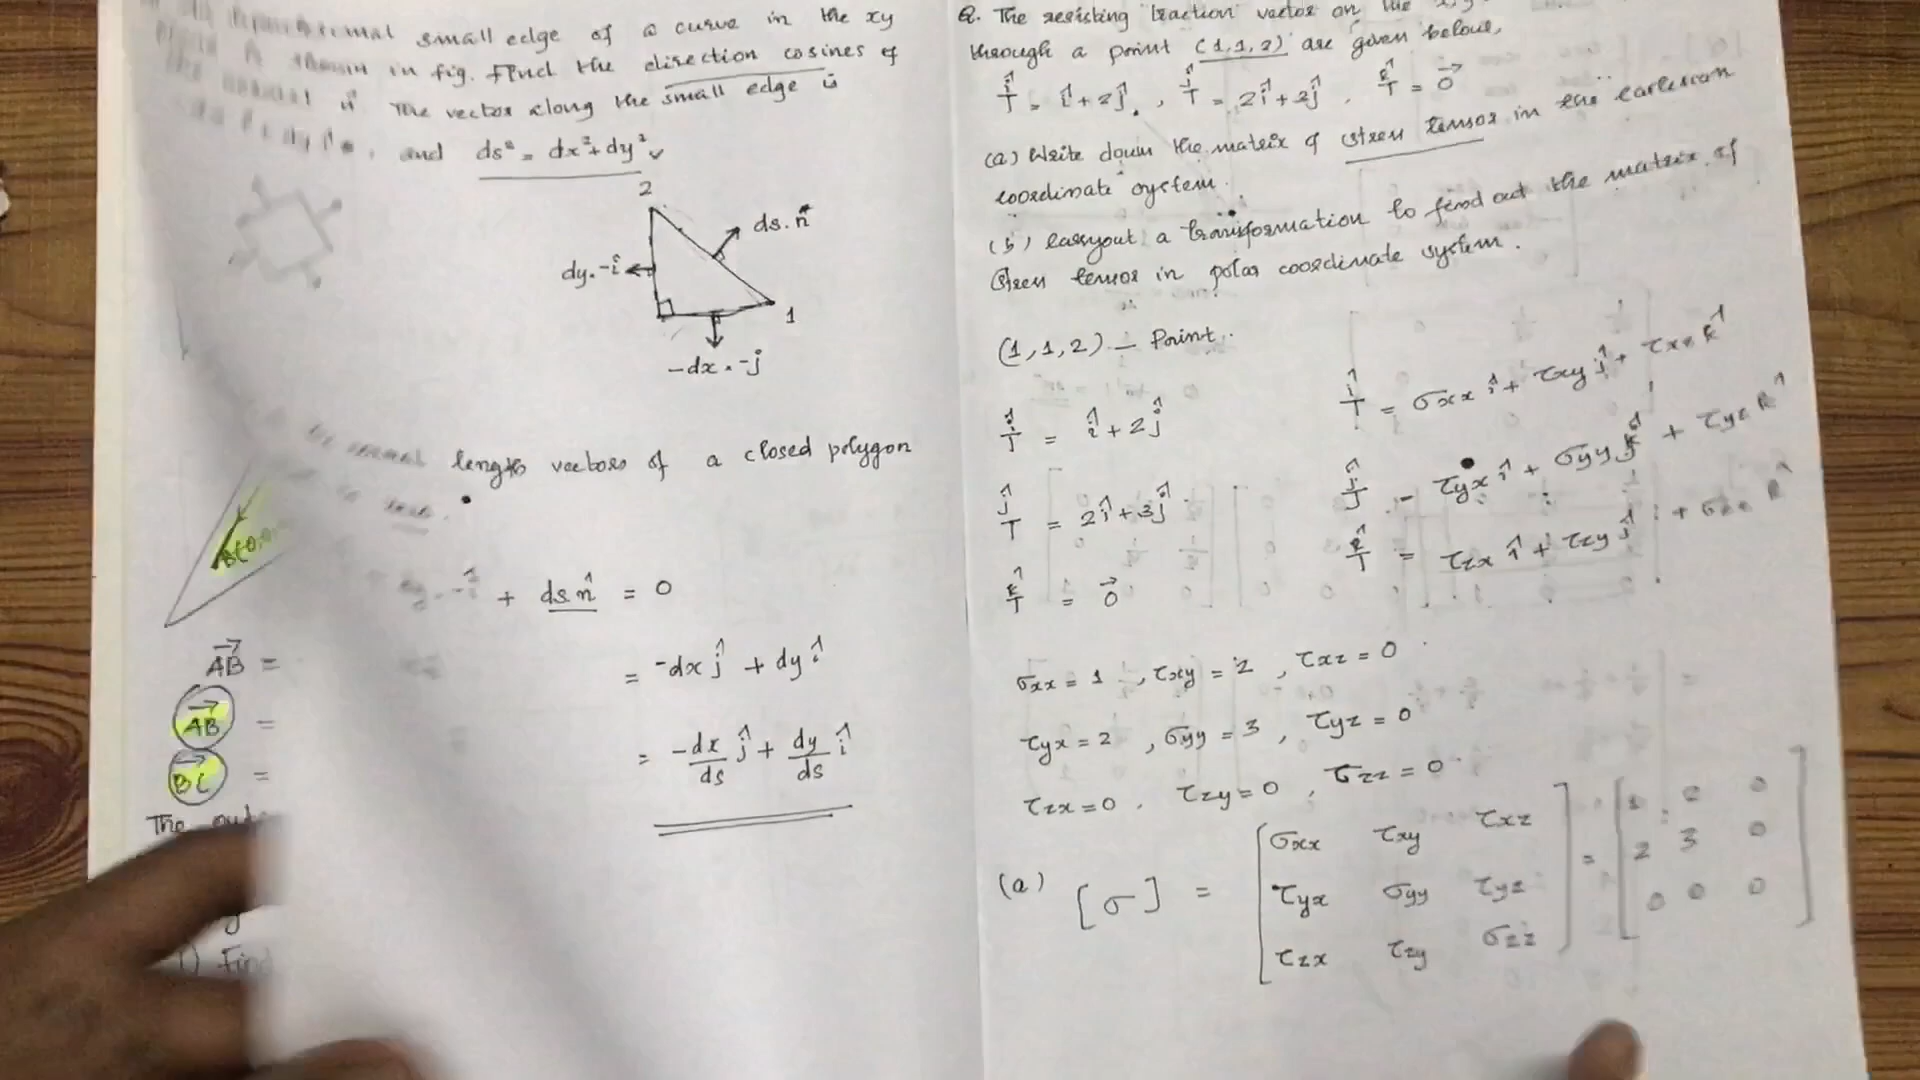 small edge of a curve in the xy
shown in fig. Find the direction cosines of
The vector along the small edge is
and ds² = dx²+dy²
2
ds.n̂
dy.-î
1
-dx.-ĵ
length vectors of a closed polygon
+ ds n̂ = 0
= -dx ĵ + dy î
= -dx/ds ĵ + dy/ds î
AB =
AB =
BC =
The
Find
Q. The resisting traction vector on the
through a point (1,1,2) are given below,
î T = î+2ĵ, ĵ T = 2î+3ĵ, k̂ T = 0⃗
(a) Write down the matrix of stress tensor in the cartesian
coordinate system.
(b) Carryout a transformation to find out the matrix of
stress tensor in polar coordinate system.
(1,1,2) – Point.
î T = î + 2ĵ
ĵ T = 2î+3ĵ
k̂ T = 0⃗
î T = σxx î + τxy ĵ + τxz k̂
ĵ T = τyx î + σyy ĵ + τyz k̂
k̂ T = τzx î + τzy ĵ + σzz k̂
σxx = 1, τxy = 2, τxz = 0
τyx = 2, σyy = 3, τyz = 0
τzx = 0, τzy = 0, σzz = 0
(a) [σ] = [σxx τxy τxz
τyx σyy τyz
τzx τzy σzz] = [1 2 0
2 3 0
0 0 0]